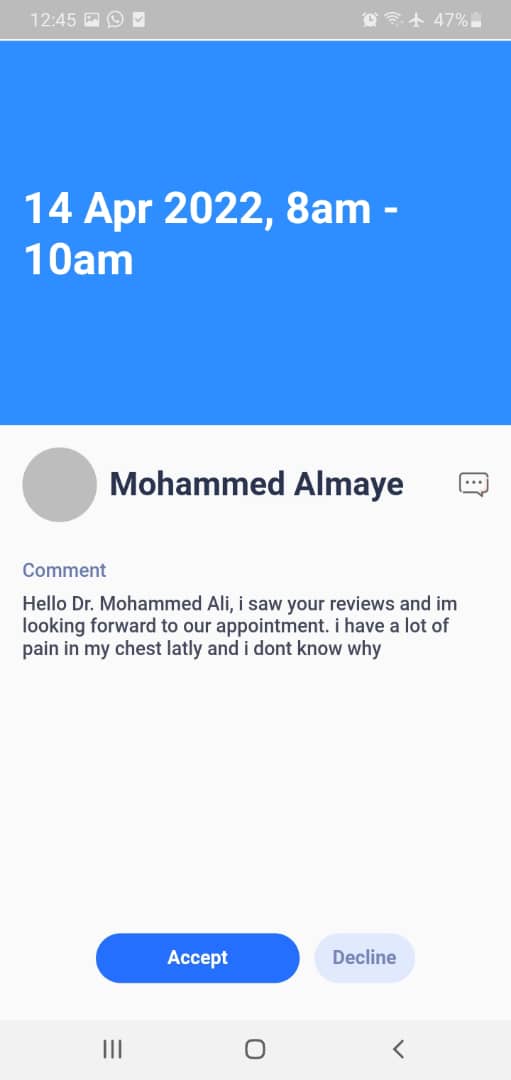 12:45
47%
14 Apr 2022, 8am -
10am
Mohammed Almaye
Comment
Hello Dr. Mohammed Ali, i saw your reviews and im
looking forward to our appointment. i have a lot of
pain in my chest latly and i dont know why
Accept
Decline